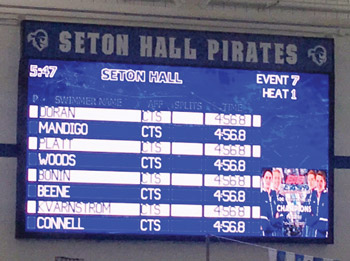 SETON HALL PIRATES
5:47 SETON HALL EVENT 7
HEAT 1
SWIMMER NAME SPLITS TIME
DORAN CTS 4:56.8
MANDIGO CTS 4:56.8
PLATT CTS 4:56.8
WOODS CTS 4:56.8
BONIN CTS 4:56.8
BEENE CTS 4:56.8
KVARNSTROM CTS 4:56.8
CONNELL CTS 4:56.8
CHAMPIONS